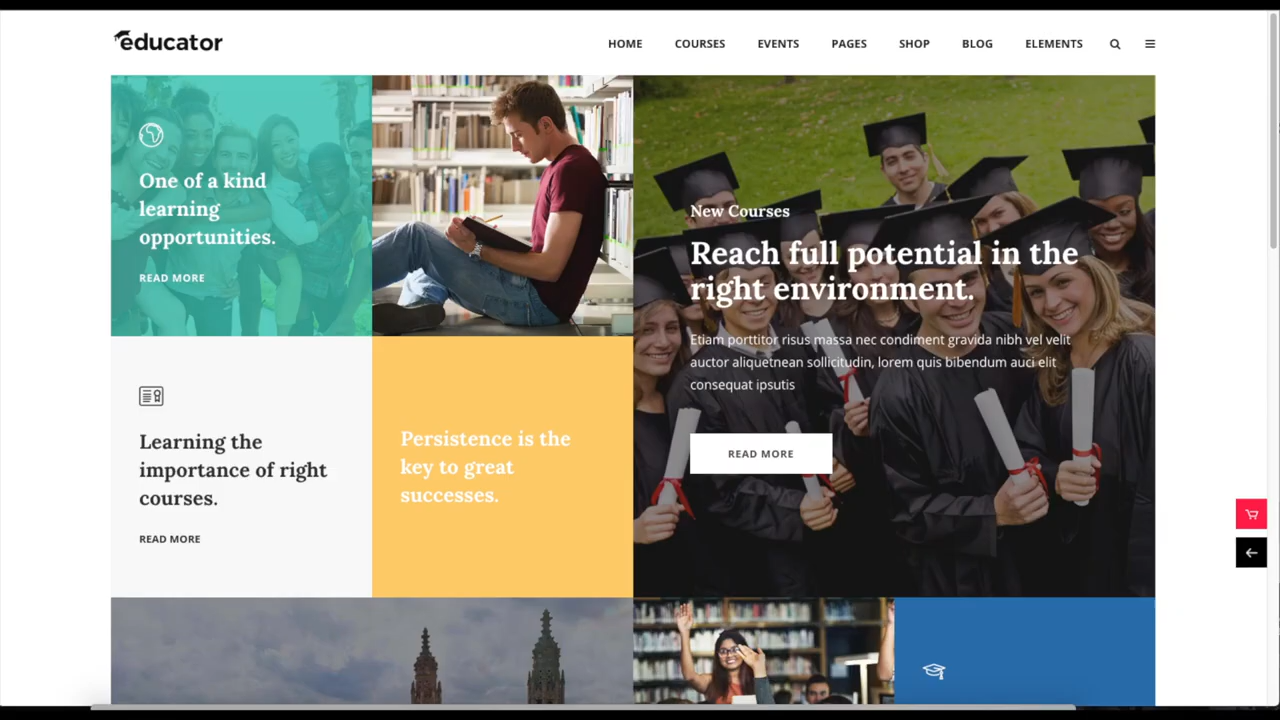 educator
HOME COURSES EVENTS PAGES SHOP BLOG ELEMENTS
One of a kind
learning
opportunities.
READ MORE
New Courses
Reach full potential in the
right environment.
Etiam porttitor risus massa nec condiment gravida nibh vel velit
auctor aliquetnean sollicitudin, lorem quis bibendum auci elit
consequat ipsutis
READ MORE
Learning the
importance of right
courses.
READ MORE
Persistence is the
key to great
successes.